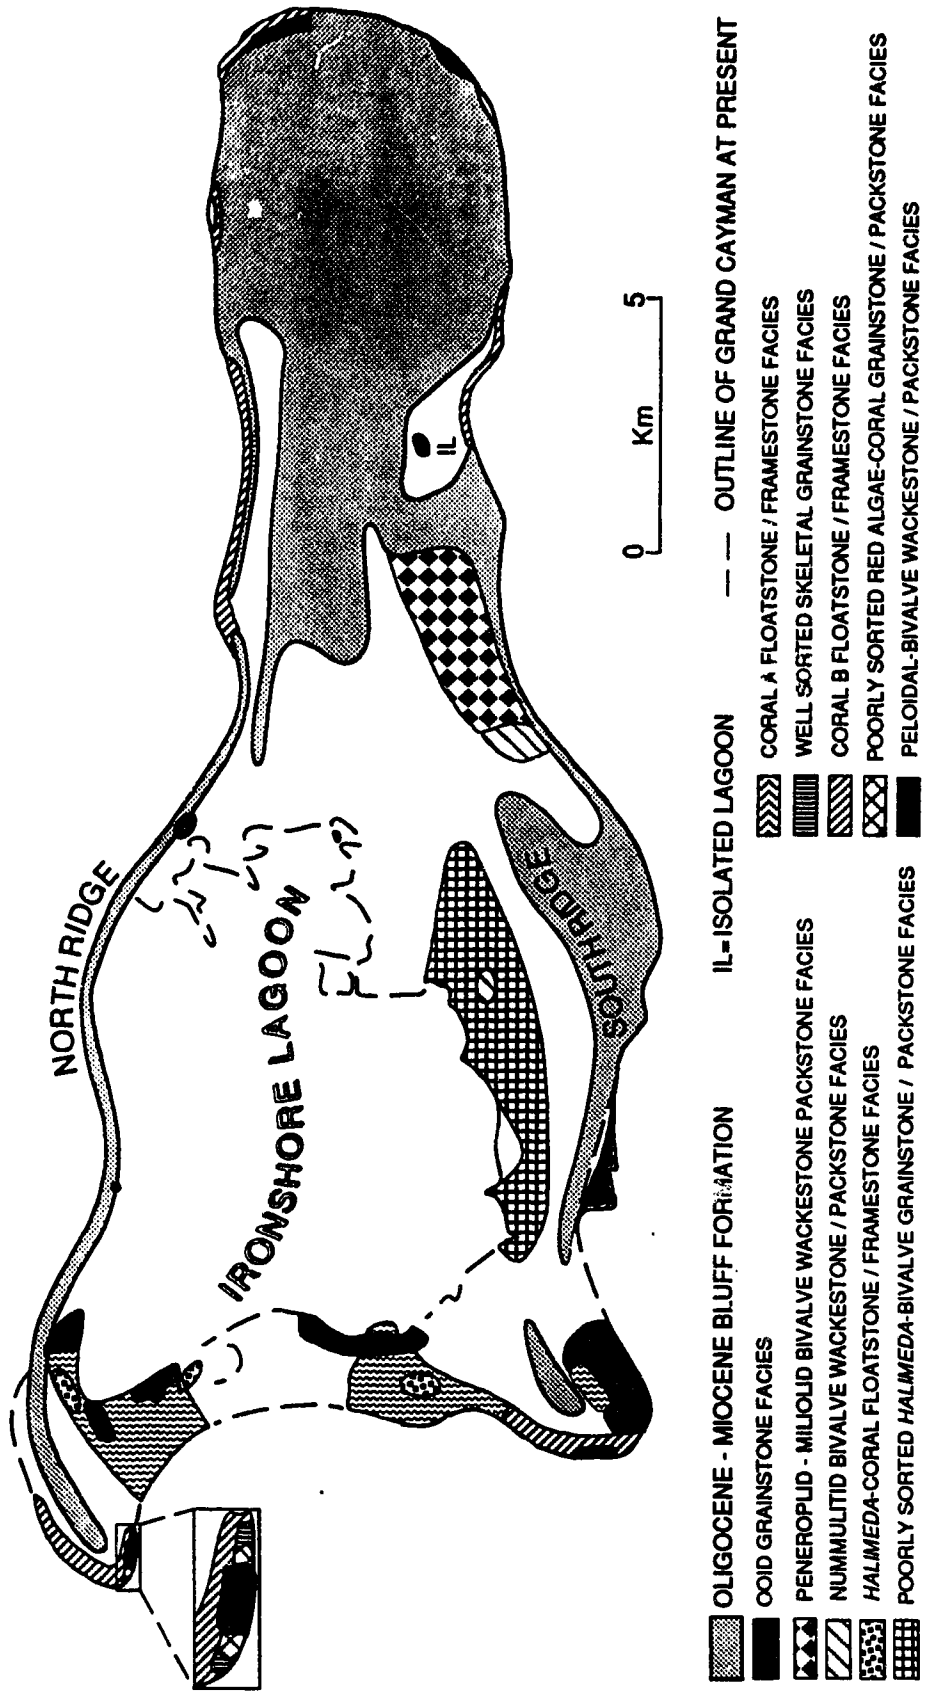 NORTH RIDGE
IRONSHORE LAGOON
SOUTH RIDGE
IL
0 5
Km
OLIGOCENE - MIOCENE BLUFF FORMATION
IL=ISOLATED LAGOON
— — OUTLINE OF GRAND CAYMAN AT PRESENT
OOID GRAINSTONE FACIES
PENEROPLID - MILIOLID BIVALVE WACKESTONE PACKSTONE FACIES
NUMMULITID BIVALVE WACKESTONE / PACKSTONE FACIES
HALIMEDA-CORAL FLOATSTONE / FRAMESTONE FACIES
POORLY SORTED HALIMEDA-BIVALVE GRAINSTONE / PACKSTONE FACIES
CORAL A FLOATSTONE / FRAMESTONE FACIES
WELL SORTED SKELETAL GRAINSTONE FACIES
CORAL B FLOATSTONE / FRAMESTONE FACIES
POORLY SORTED RED ALGAE-CORAL GRAINSTONE / PACKSTONE FACIES
PELOIDAL-BIVALVE WACKESTONE / PACKSTONE FACIES